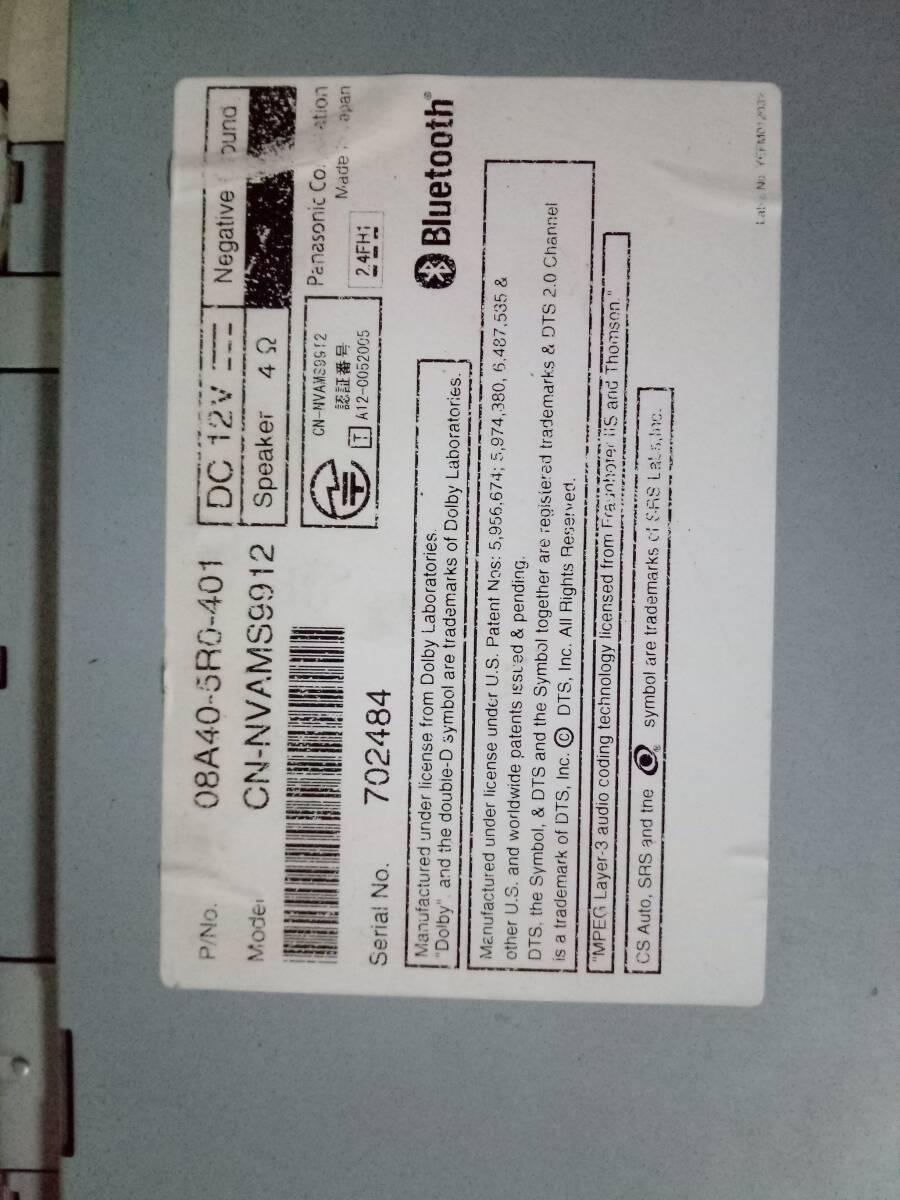 P/No. 08A40-5R0-401
Model CN-NVAMS9912
Serial No. 702484
DC 12V Negative
Speaker 4 Ω
CN-NVAMS9912
認証番号
T A12-0052005
Panasonic
Made
2.4FH1
Bluetooth®
Manufactured under license from Dolby Laboratories.
"Dolby" and the double-D symbol are trademarks of Dolby Laboratories.
Manufactured under license under U.S. Patent Nos: 5,956,674; 5,974,380, 6,487,535 &
other U.S. and worldwide patents issued & pending.
DTS, the Symbol, & DTS and the Symbol together are registered trademarks & DTS 2.0 Channel
is a trademark of DTS, Inc. © DTS, Inc. All Rights Reserved.
"MPEG Layer-3 audio coding technology licensed from Fraunhofer IIS and Thomson."
CS Auto, SRS and the ® symbol are trademarks of SRS Labs, Inc.